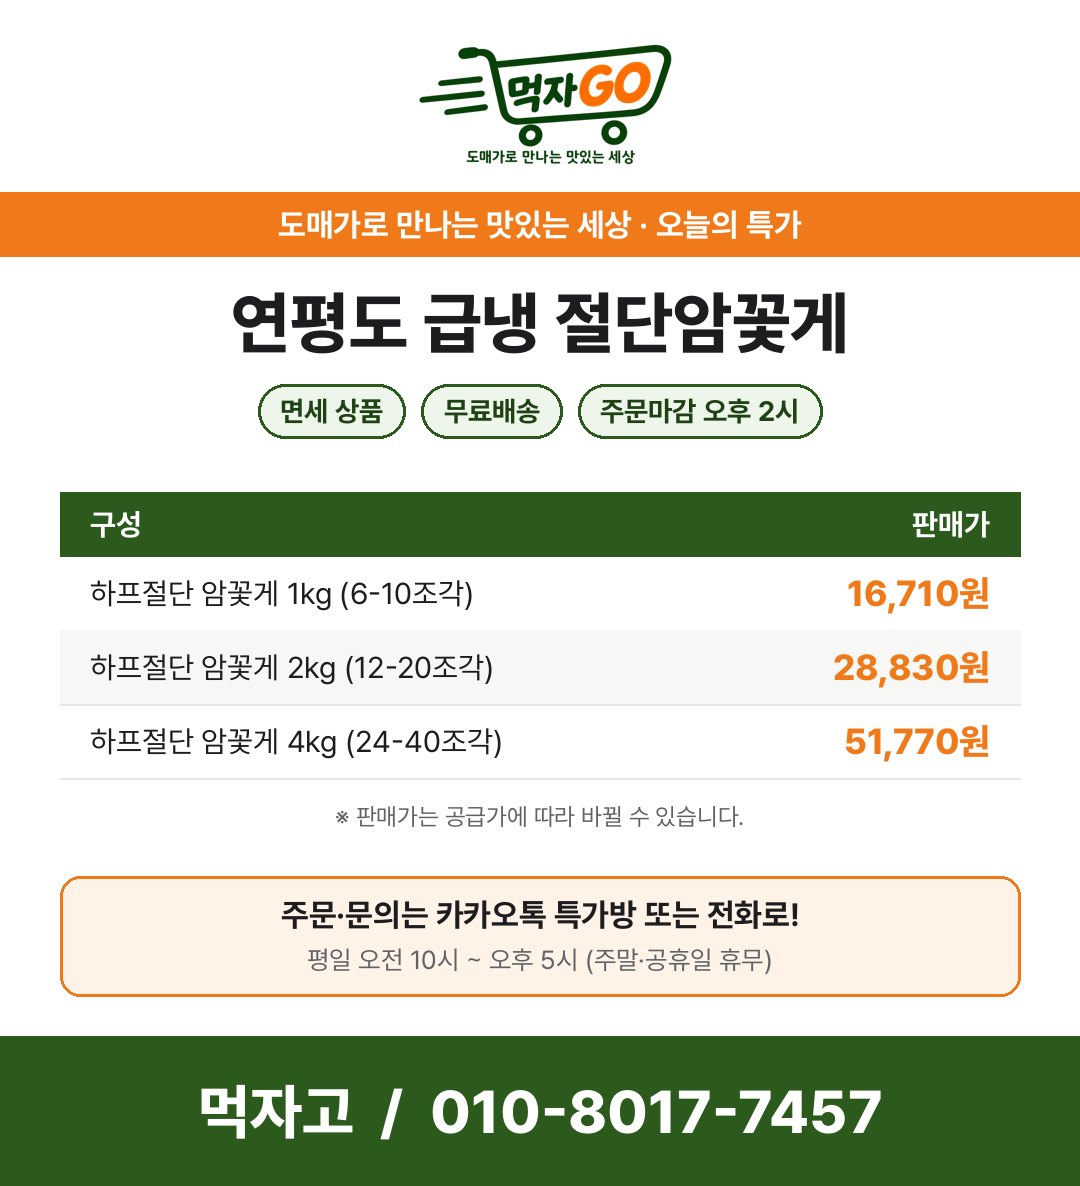 먹자GO
도매가로 만나는 맛있는 세상
도매가로 만나는 맛있는 세상 · 오늘의 특가
연평도 급냉 절단암꽃게
면세 상품 무료배송 주문마감 오후 2시
구성 판매가
하프절단 암꽃게 1kg (6-10조각) 16,710원
하프절단 암꽃게 2kg (12-20조각) 28,830원
하프절단 암꽃게 4kg (24-40조각) 51,770원
※ 판매가는 공급가에 따라 바뀔 수 있습니다.
주문·문의는 카카오톡 특가방 또는 전화로!
평일 오전 10시 ~ 오후 5시 (주말·공휴일 휴무)
먹자고 / 010-8017-7457